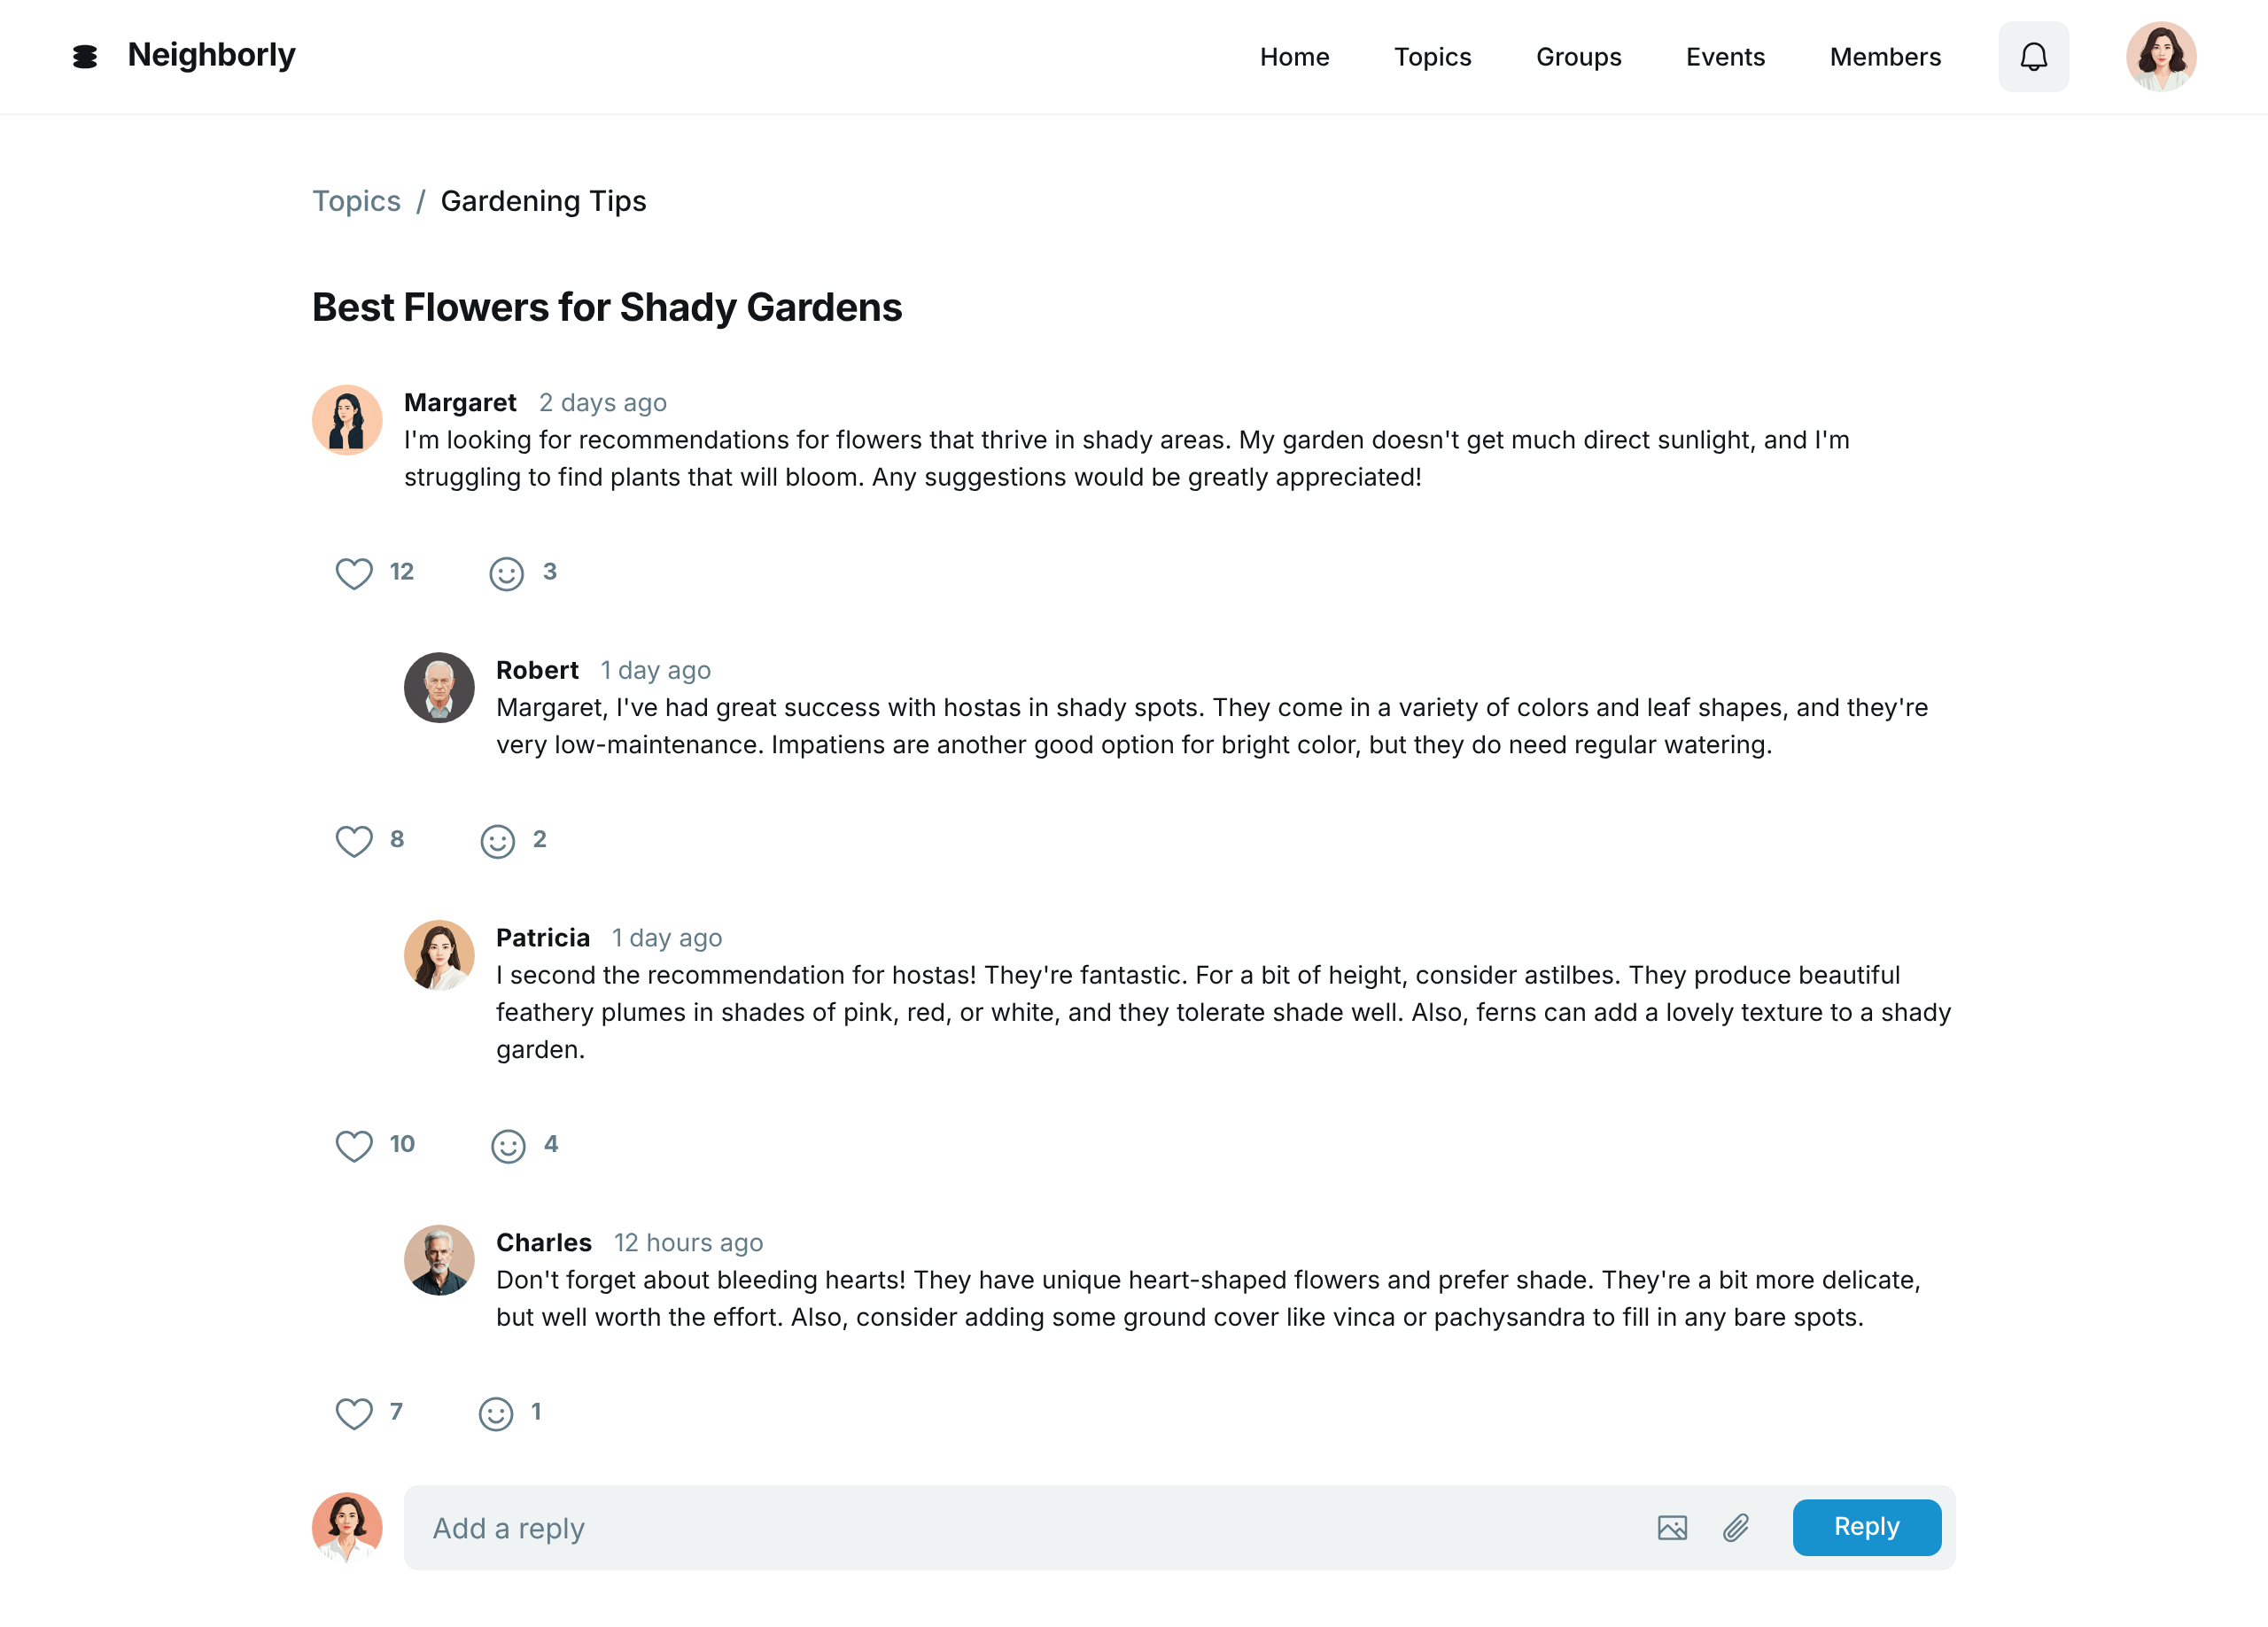 Neighborly
Home Topics Groups Events Members
Topics / Gardening Tips
Best Flowers for Shady Gardens
Margaret 2 days ago
I'm looking for recommendations for flowers that thrive in shady areas. My garden doesn't get much direct sunlight, and I'm
struggling to find plants that will bloom. Any suggestions would be greatly appreciated!
12 3
Robert 1 day ago
Margaret, I've had great success with hostas in shady spots. They come in a variety of colors and leaf shapes, and they're
very low-maintenance. Impatiens are another good option for bright color, but they do need regular watering.
8 2
Patricia 1 day ago
I second the recommendation for hostas! They're fantastic. For a bit of height, consider astilbes. They produce beautiful
feathery plumes in shades of pink, red, or white, and they tolerate shade well. Also, ferns can add a lovely texture to a shady
garden.
10 4
Charles 12 hours ago
Don't forget about bleeding hearts! They have unique heart-shaped flowers and prefer shade. They're a bit more delicate,
but well worth the effort. Also, consider adding some ground cover like vinca or pachysandra to fill in any bare spots.
7 1
Add a reply Reply